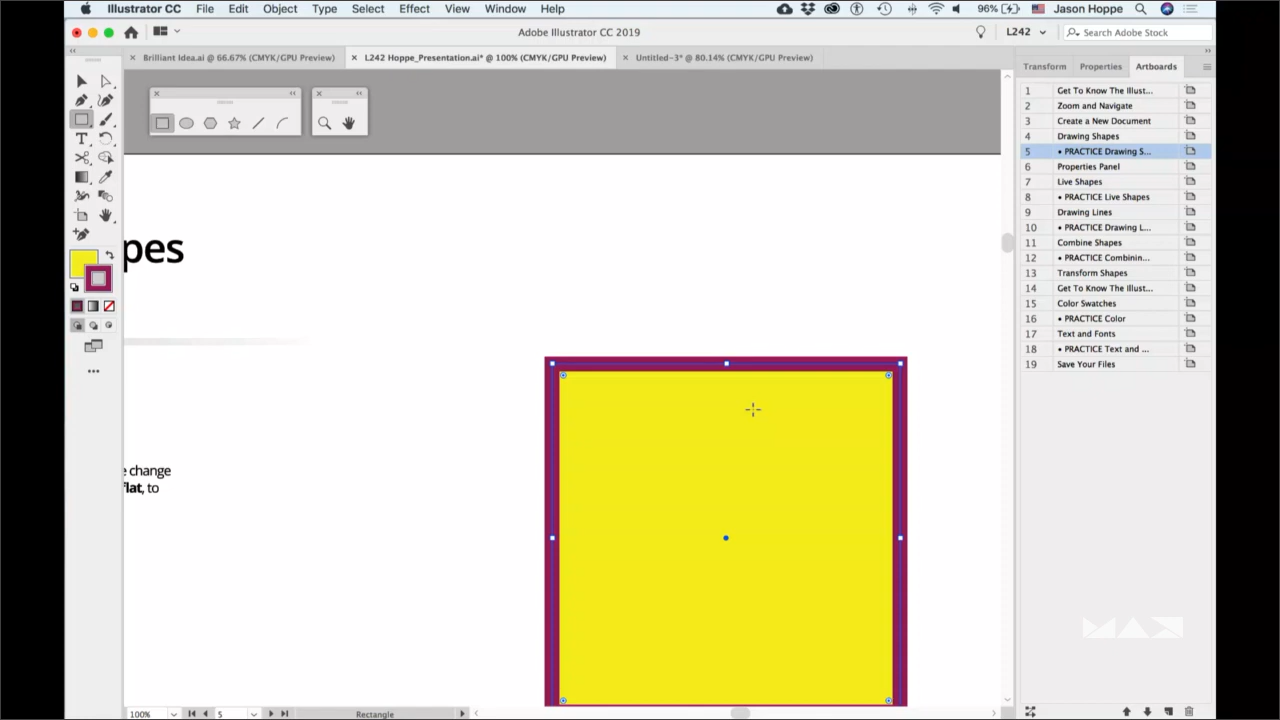 Illustrator CC File Edit Object Type Select Effect View Window Help 96% Jason Hoppe
Adobe Illustrator CC 2019 L242 Search Adobe Stock
Brilliant Idea.ai @ 66.67% (CMYK/GPU Preview) L242 Hoppe_Presentation.ai* @ 100% (CMYK/GPU Preview) Untitled-3* @ 80.14% (CMYK/GPU Preview)
Transform Properties Artboards
1 Get To Know The Illust...
2 Zoom and Navigate
3 Create a New Document
4 Drawing Shapes
5 • PRACTICE Drawing S...
6 Properties Panel
7 Live Shapes
8 • PRACTICE Live Shapes
9 Drawing Lines
10 • PRACTICE Drawing L...
11 Combine Shapes
12 • PRACTICE Combinin...
13 Transform Shapes
14 Get To Know The Illust...
15 Color Swatches
16 • PRACTICE Color
17 Text and Fonts
18 • PRACTICE Text and ...
19 Save Your Files
pes
e change
flat, to
MAX
100% 5 Rectangle